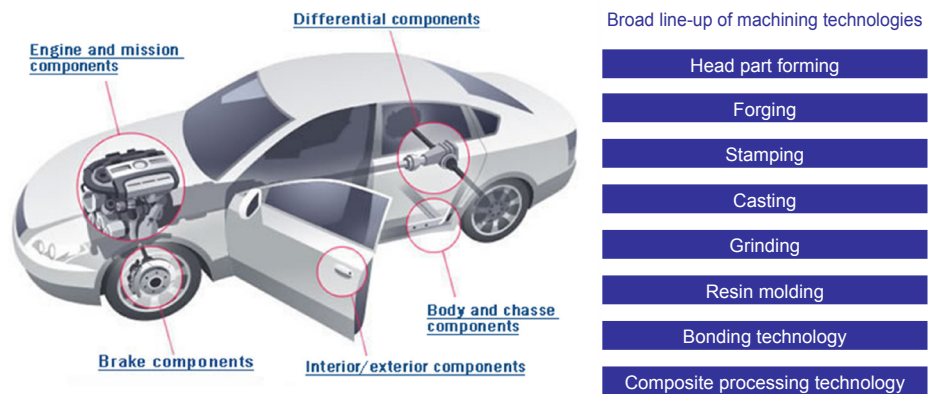 Differential components
Engine and mission
components
Body and chasse
components
Brake components
Interior/exterior components
Broad line-up of machining technologies
Head part forming
Forging
Stamping
Casting
Grinding
Resin molding
Bonding technology
Composite processing technology